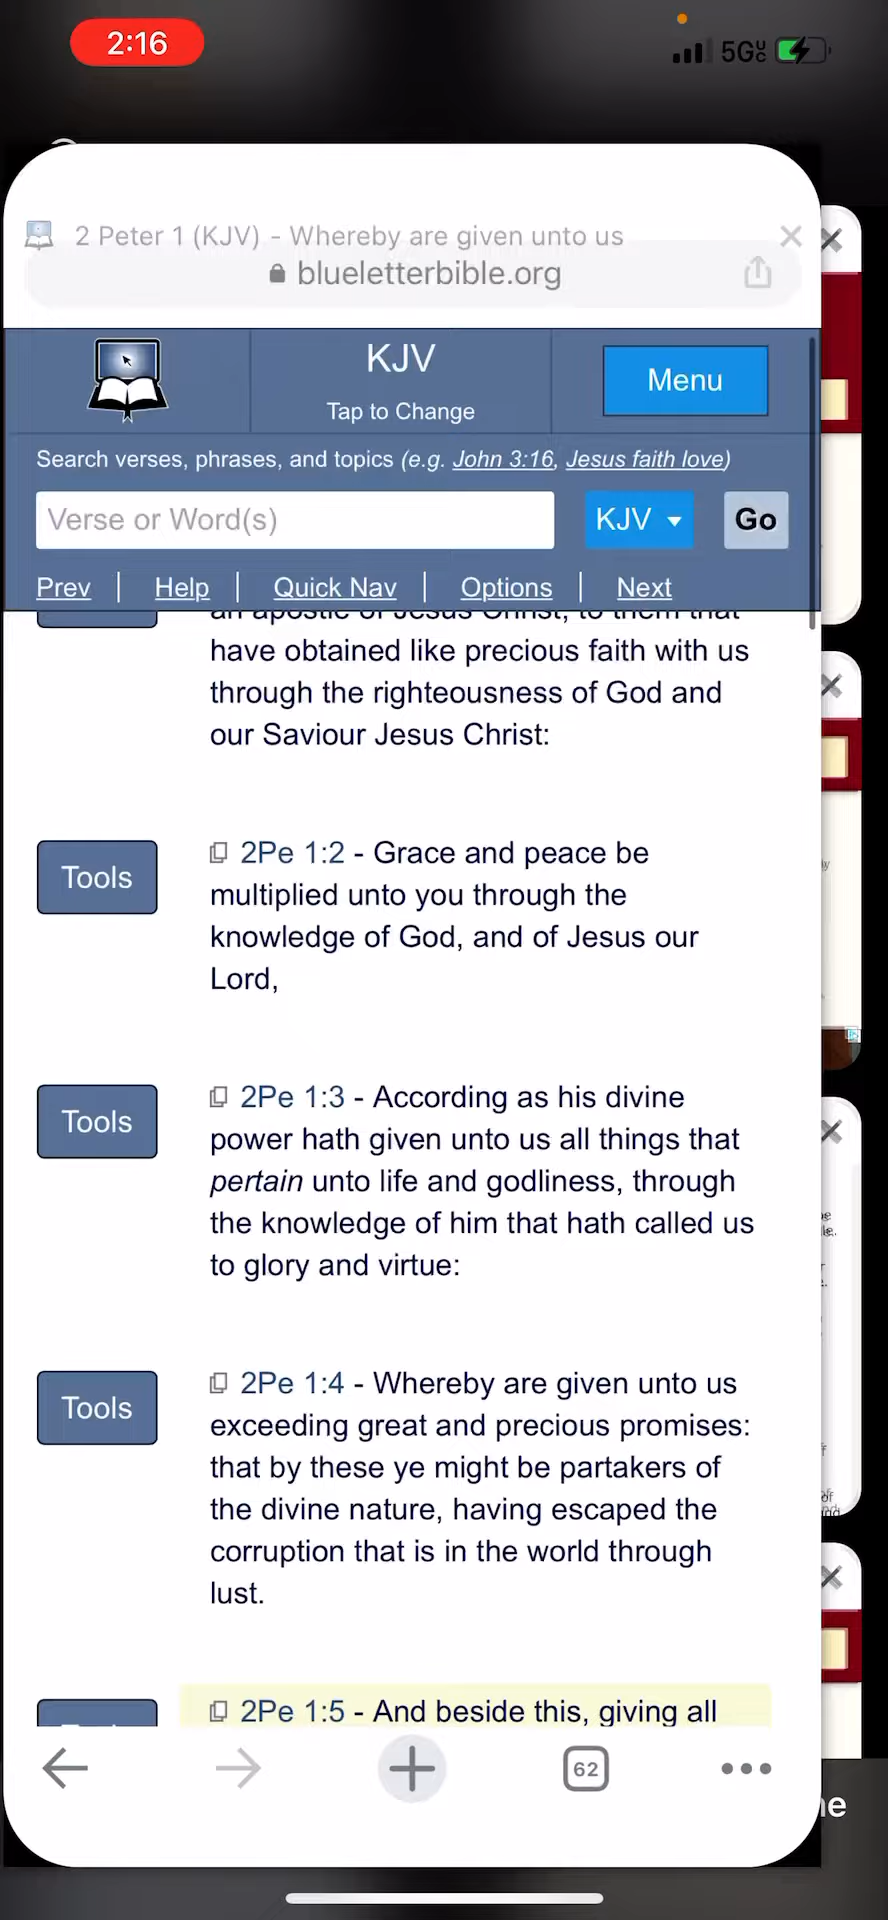 2:16
5G
2 Peter 1 (KJV) - Whereby are given unto us
blueletterbible.org
KJV
Tap to Change
Menu
Search verses, phrases, and topics (e.g. John 3:16, Jesus faith love)
Verse or Word(s)
KJV
Go
Prev | Help | Quick Nav | Options | Next
an apostle of Jesus Christ, to them that
have obtained like precious faith with us
through the righteousness of God and
our Saviour Jesus Christ:
Tools
2Pe 1:2 - Grace and peace be
multiplied unto you through the
knowledge of God, and of Jesus our
Lord,
Tools
2Pe 1:3 - According as his divine
power hath given unto us all things that
pertain unto life and godliness, through
the knowledge of him that hath called us
to glory and virtue:
Tools
2Pe 1:4 - Whereby are given unto us
exceeding great and precious promises:
that by these ye might be partakers of
the divine nature, having escaped the
corruption that is in the world through
lust.
2Pe 1:5 - And beside this, giving all
62